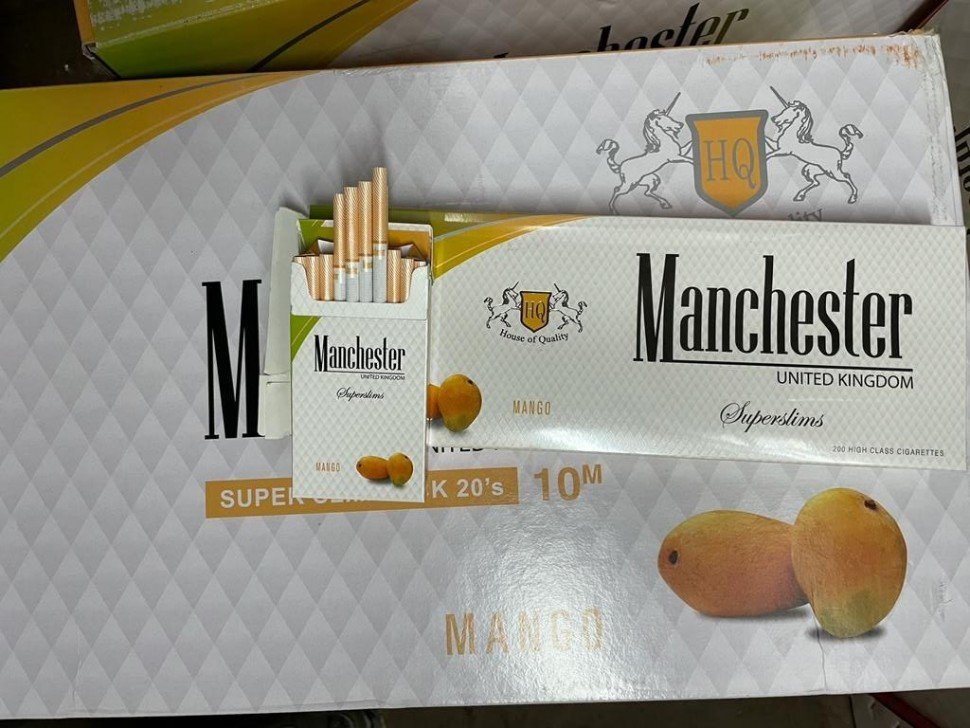 HQ
M
HQ
House of Quality
Manchester
UNITED KINGDOM
Superslims
MANGO
200 HIGH CLASS CIGARETTES
Manchester
UNITED KINGDOM
Superslims
MANGO
SUPER K 20's 10M
MANGO